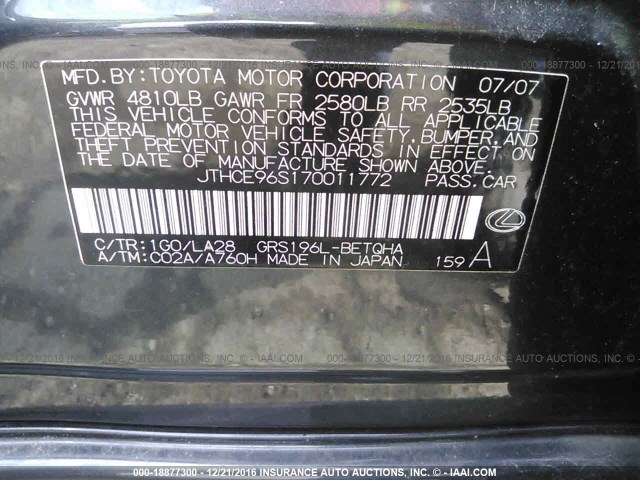 MFD. BY: TOYOTA MOTOR CORPORATION 07/07
GVWR 4810LB GAWR FR 2580LB RR 2535LB
THIS VEHICLE CONFORMS TO ALL APPLICABLE
FEDERAL MOTOR VEHICLE SAFETY, BUMPER, AND
THEFT PREVENTION STANDARDS IN EFFECT ON
THE DATE OF MANUFACTURE SHOWN ABOVE.
JTHCE96S170011772 PASS. CAR
C/TR: 1G0/LA28 GRS196L-BETQHA
A/TM: C02A/A760H MADE IN JAPAN 159 A
000-18877300 - 12/21/2016 INSURANCE AUTO AUCTIONS, INC. - © - WWW.IAAI.COM